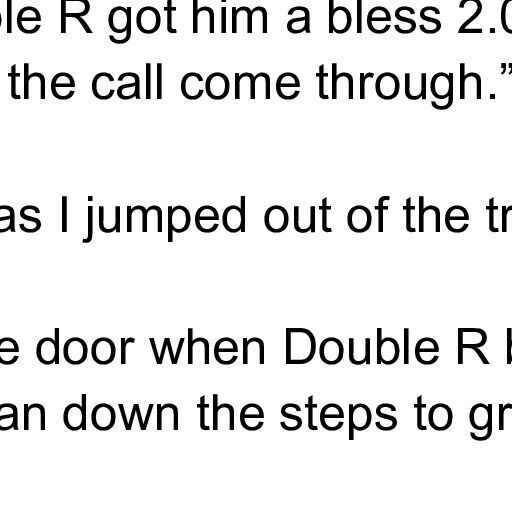 le R got him a bless 2.0
the call come through.”
as I jumped out of the tr
e door when Double R b
an down the steps to gr